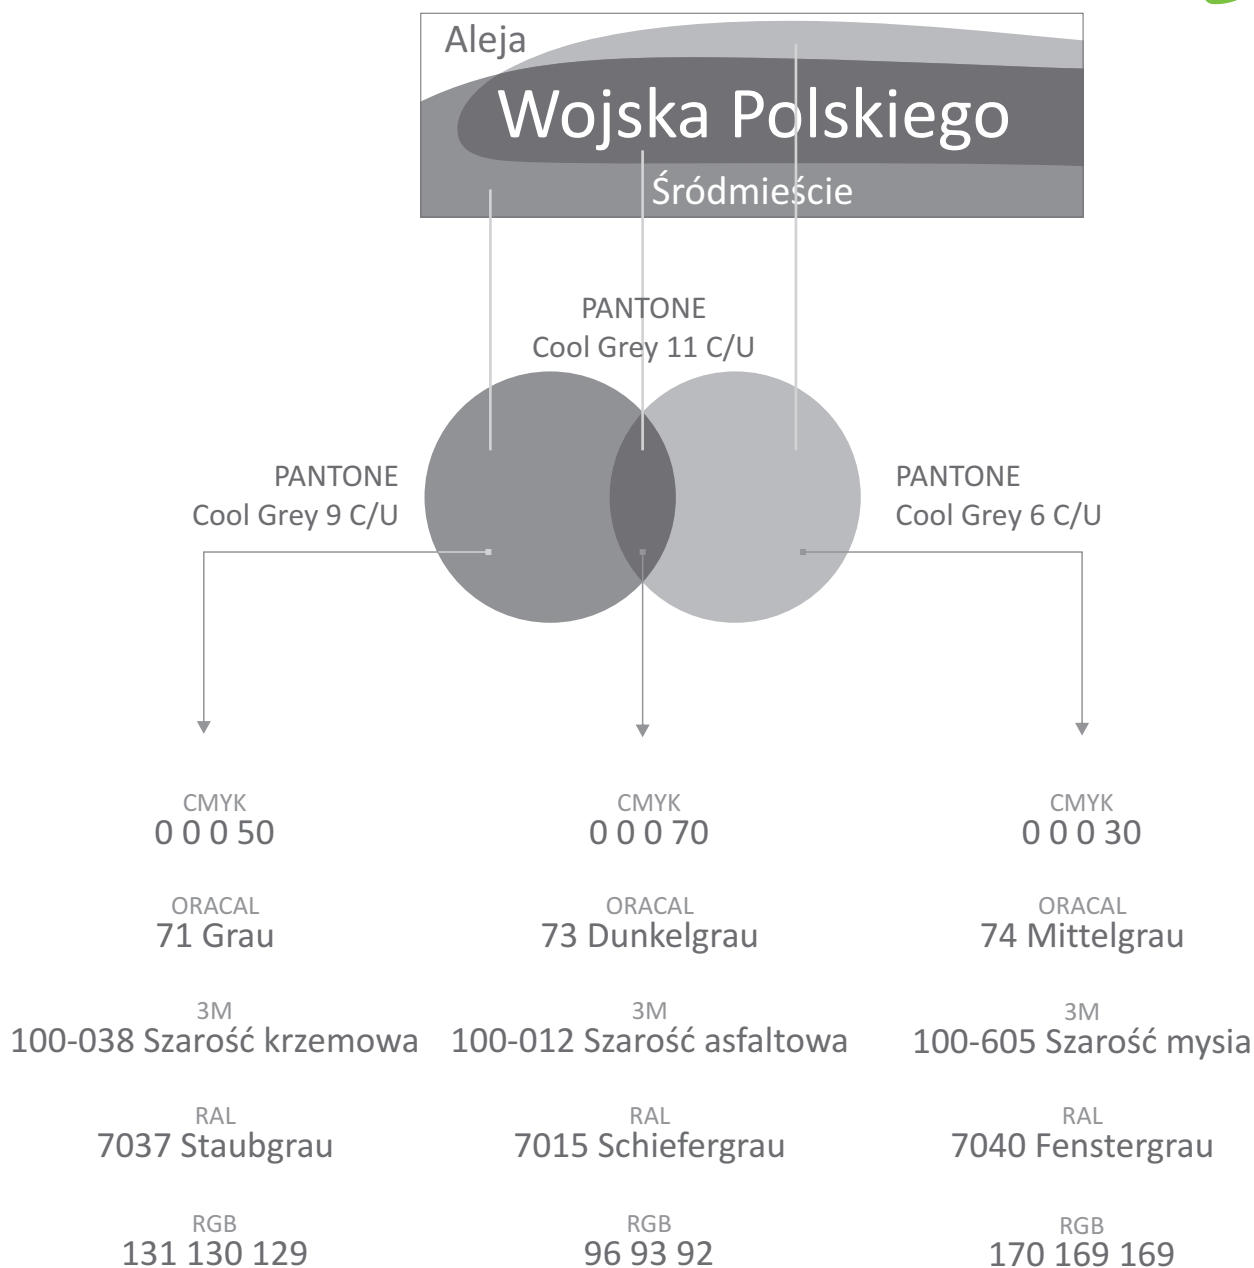 Aleja
Wojska Polskiego
Śródmieście
PANTONE
Cool Grey 11 C/U
PANTONE
Cool Grey 9 C/U
PANTONE
Cool Grey 6 C/U
CMYK
0 0 0 50
ORACAL
71 Grau
3M
100-038 Szarość krzemowa
RAL
7037 Staubgrau
RGB
131 130 129
CMYK
0 0 0 70
ORACAL
73 Dunkelgrau
3M
100-012 Szarość asfaltowa
RAL
7015 Schiefergrau
RGB
96 93 92
CMYK
0 0 0 30
ORACAL
74 Mittelgrau
3M
100-605 Szarość mysia
RAL
7040 Fenstergrau
RGB
170 169 169